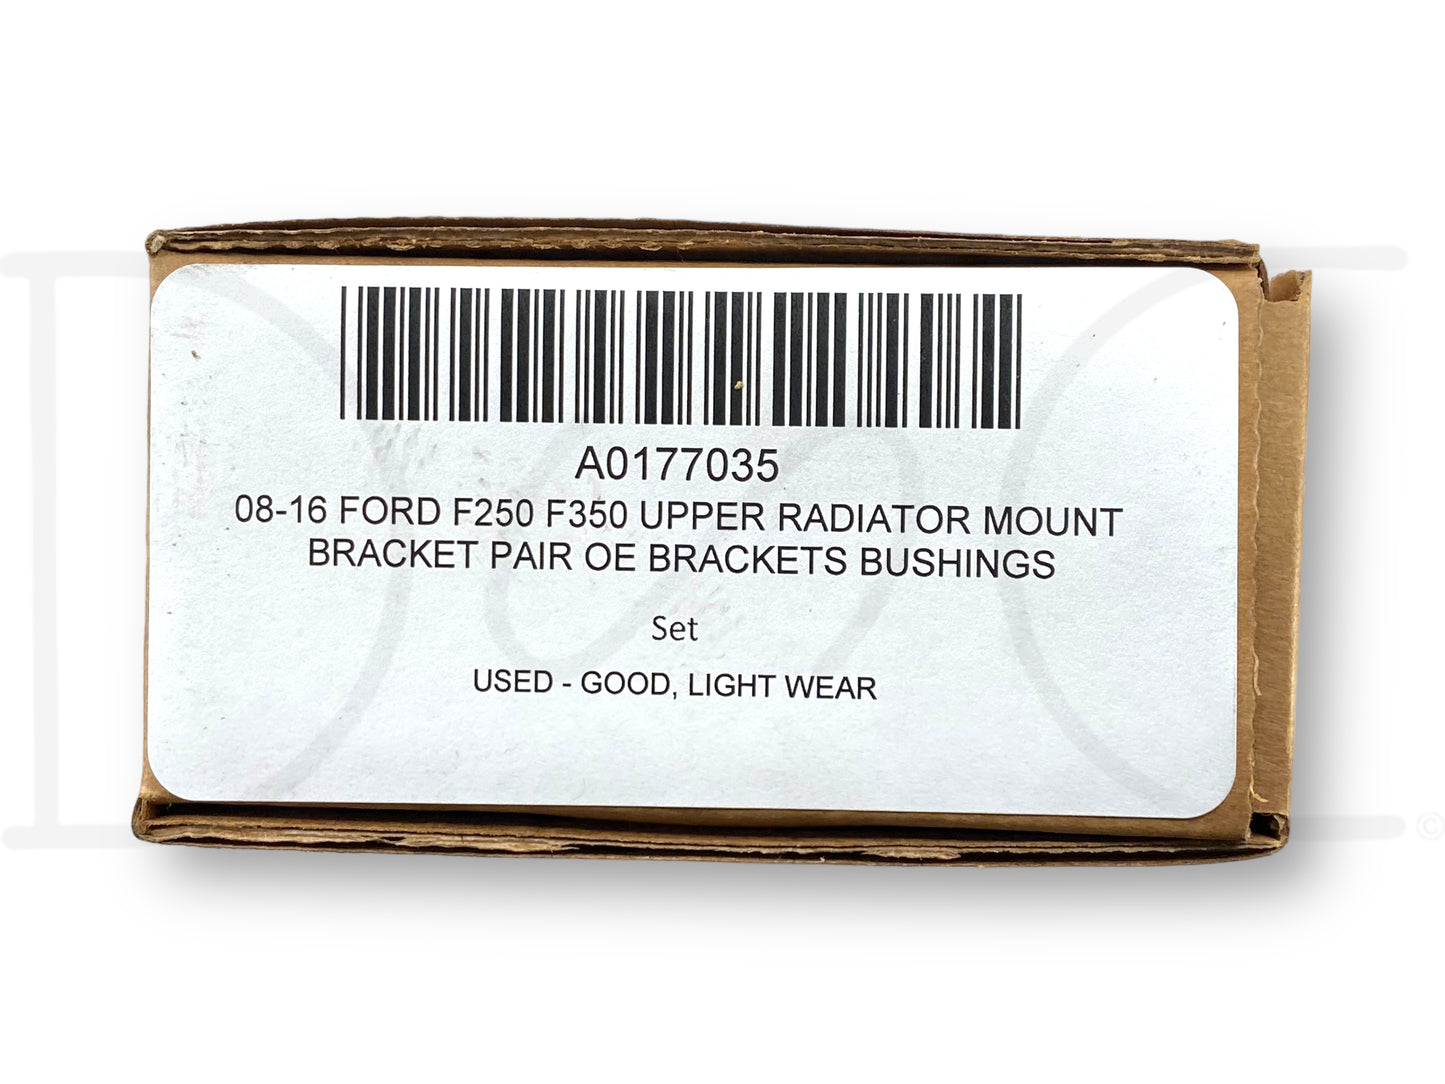 A0177035
08-16 FORD F250 F350 UPPER RADIATOR MOUNT
BRACKET PAIR OE BRACKETS BUSHINGS
Set
USED - GOOD, LIGHT WEAR
©